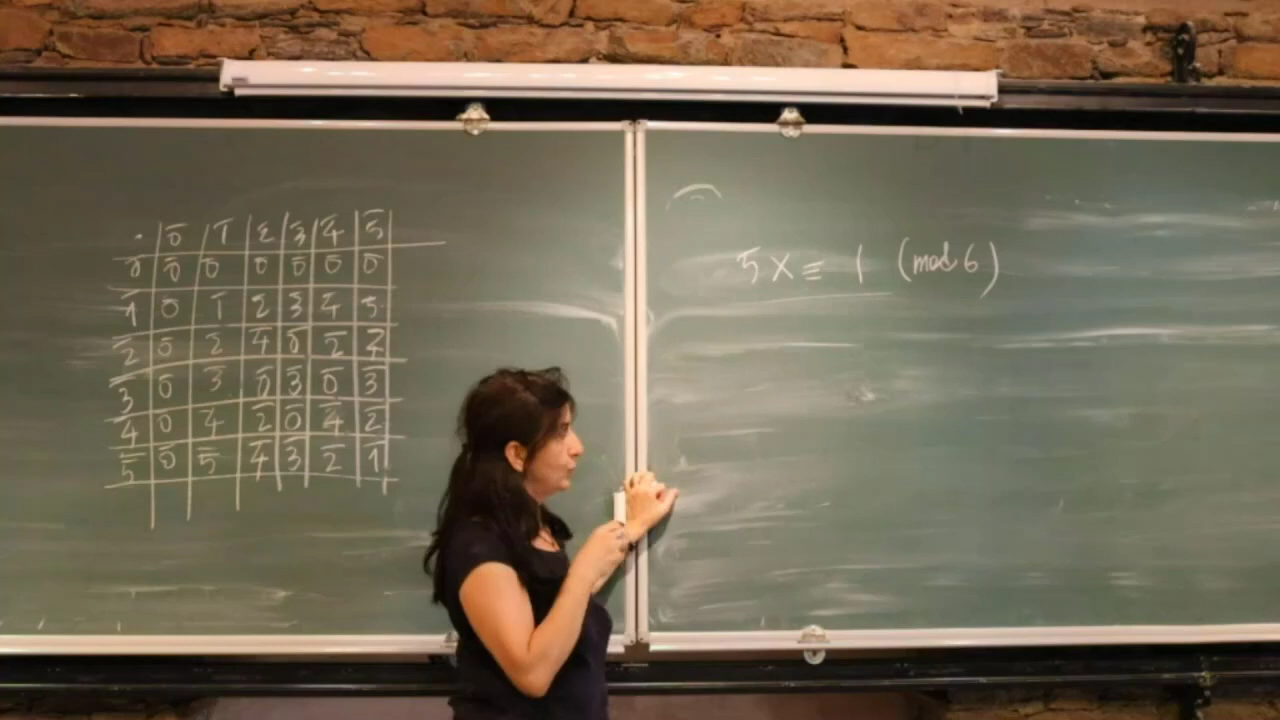 · 0̅ 1̅ 2̅ 3̅ 4̅ 5̅
0̅ 0̅ 0̅ 0̅ 0̅ 0̅ 0̅
1̅ 0̅ 1̅ 2̅ 3̅ 4̅ 5̅
2̅ 0̅ 2̅ 4̅ 0̅ 2̅ 4̅
3̅ 0̅ 3̅ 0̅ 3̅ 0̅ 3̅
4̅ 0̅ 4̅ 2̅ 0̅ 4̅ 2̅
5̅ 0̅ 5̅ 4̅ 3̅ 2̅ 1̅
5x ≡ 1 (mod 6)